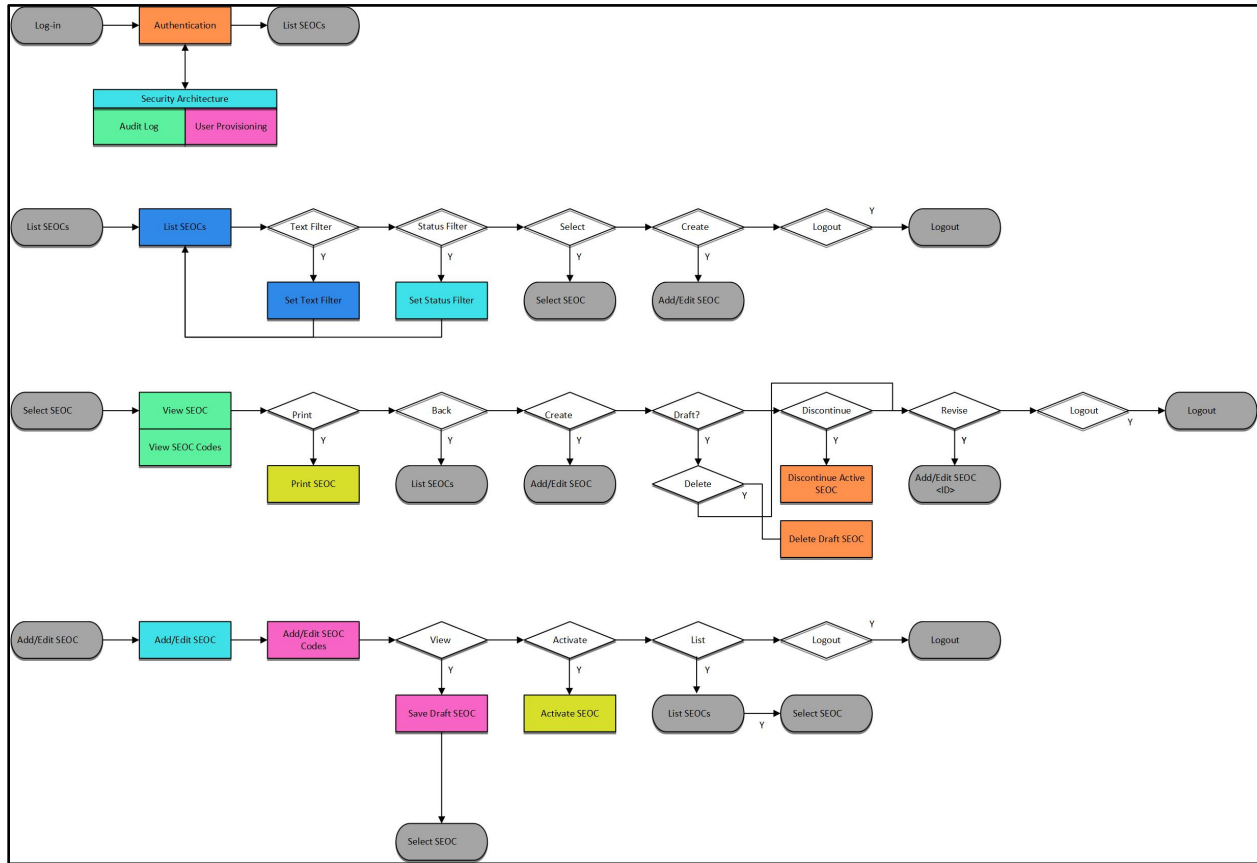 Log-in
Authentication
List SEOCs
Security Architecture
Audit Log
User Provisioning
List SEOCs
List SEOCs
Text Filter
Status Filter
Select
Create
Logout
Y
Logout
Y
Y
Y
Y
Set Text Filter
Set Status Filter
Select SEOC
Add/Edit SEOC
Select SEOC
View SEOC
Print
Back
Create
Draft?
Discontinue
Revise
Logout
Y
Logout
Y
Y
Y
Y
Y
Y
View SEOC Codes
Print SEOC
List SEOCs
Add/Edit SEOC
Delete
Y
Discontinue Active
SEOC
Add/Edit SEOC
<ID>
Delete Draft SEOC
Add/Edit SEOC
Add/Edit SEOC
Add/Edit SEOC
Codes
View
Activate
List
Logout
Y
Logout
Y
Y
Y
Save Draft SEOC
Activate SEOC
List SEOCs
Y
Select SEOC
Select SEOC